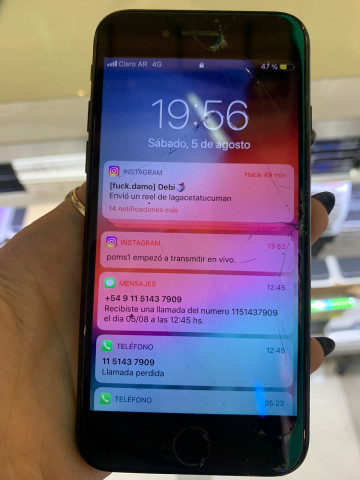 Claro AR 4G 47 %
19:56
Sábado, 5 de agosto
INSTAGRAM Hace 49 min
[fuck.damo] Debi
Envió un reel de lagacetatucuman
14 notificaciones más
INSTAGRAM 13:52
poms1 empezó a transmitir en vivo.
MENSAJES 12:45
+54 9 11 5143 7909
Recibiste una llamada del numero 1151437909
el dia 05/08 a las 12:45 hs.
TELÉFONO 12:45
11 5143 7909
Llamada perdida
TELÉFONO 05:23